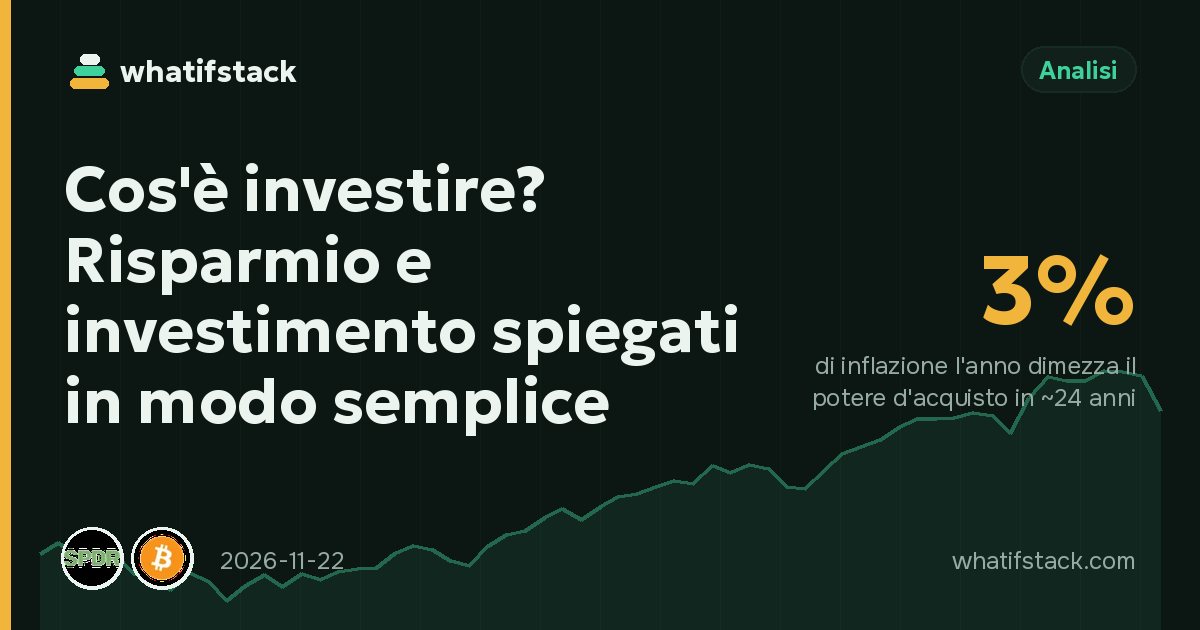 whatifstack
Analisi
Cos'è investire?
Risparmio e
investimento spiegati
in modo semplice
3%
di inflazione l'anno dimezza il
potere d'acquisto in ~24 anni
SPDR
2026-11-22
whatifstack.com